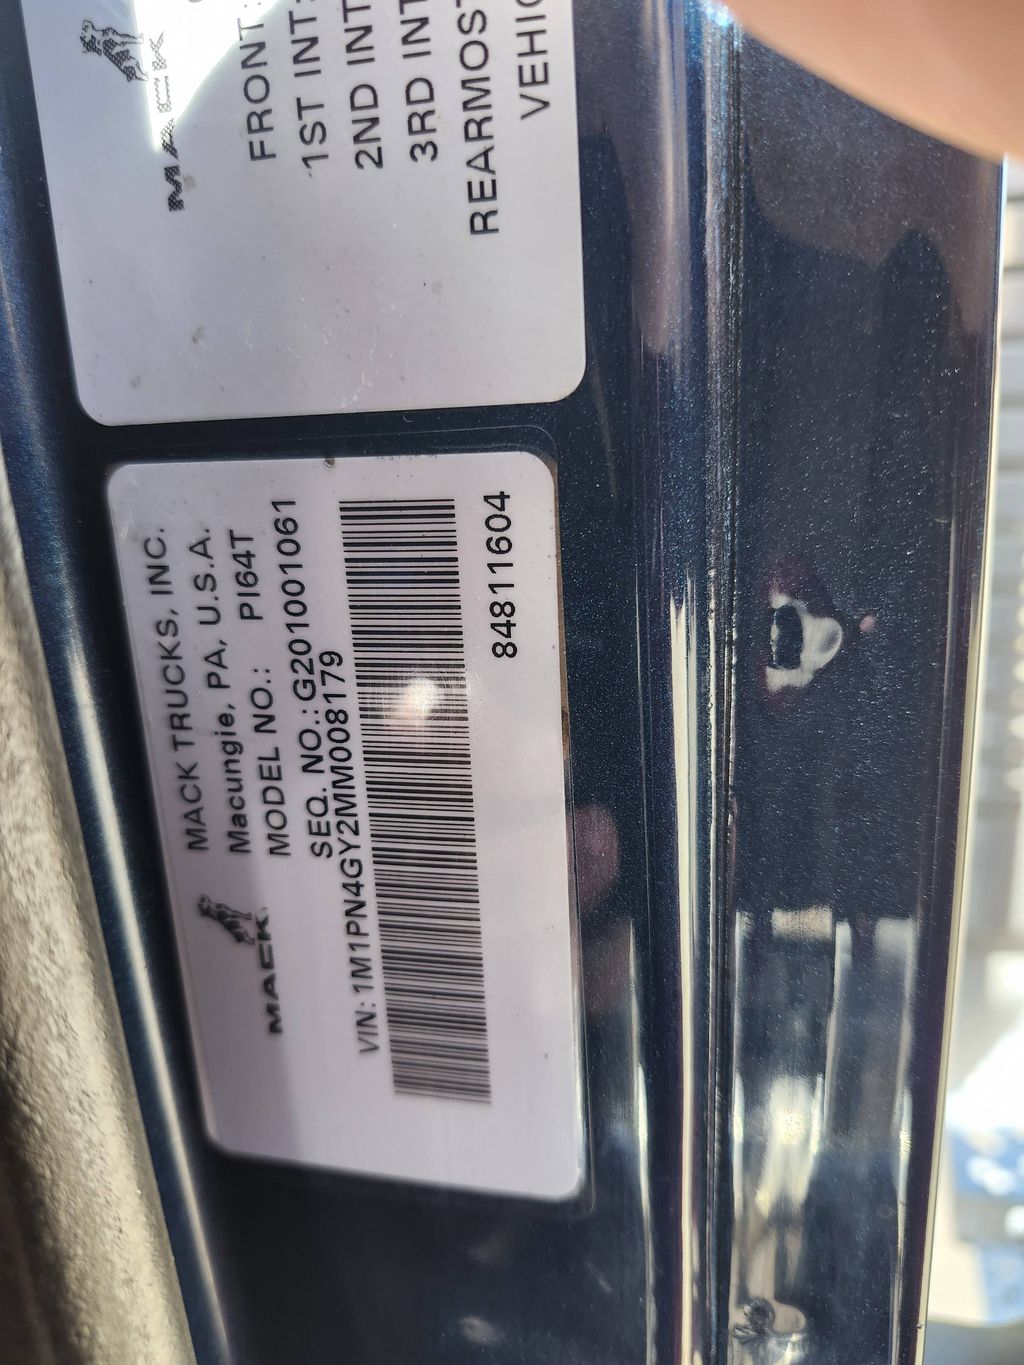 MACK
FRONT:
1ST INT:
2ND INT
3RD INT
REARMOST
VEHIC
MACK
MACK TRUCKS, INC.
Macungie, PA, U.S.A.
MODEL NO.: PI64T
SEQ. NO.: G201001061
VIN: 1M1PN4GY2MM008179
84811604